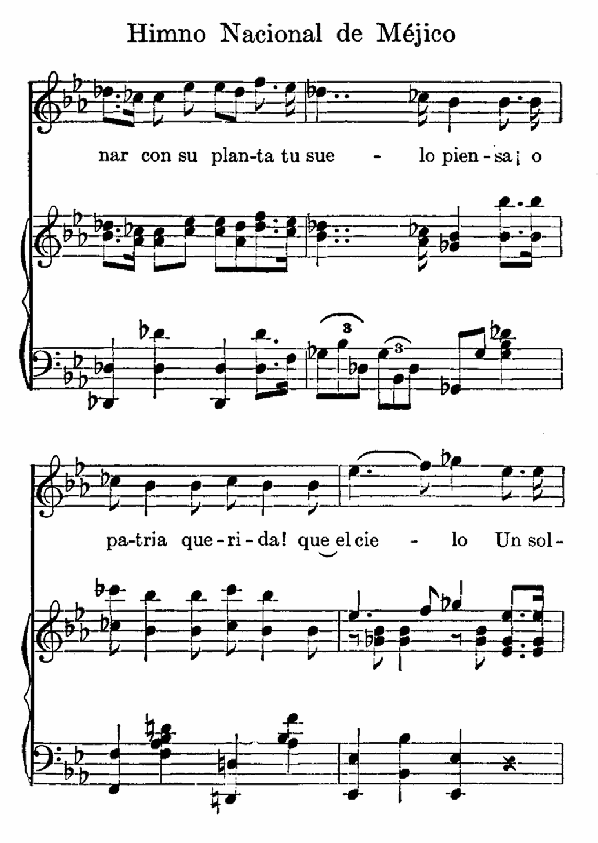 Himno Nacional de Méjico
nar con su plan-ta tu sue - lo pien-sa¡ o
3
3
pa-tria que-ri-da! que el cie - lo Un sol-